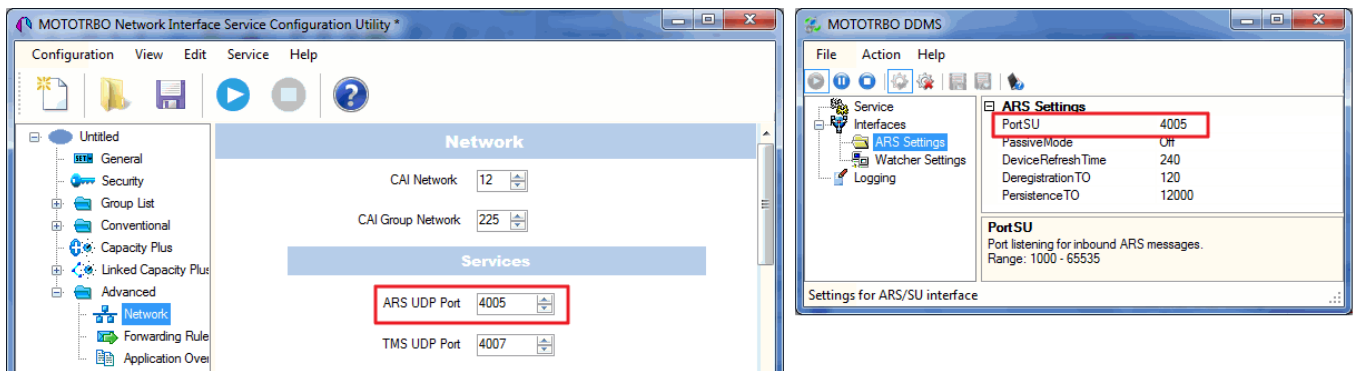 MOTOTRBO Network Interface Service Configuration Utility *
Configuration View Edit Service Help
Untitled
General
Security
Group List
Conventional
Capacity Plus
Linked Capacity Plus
Advanced
Network
Forwarding Rule
Application Over
Network
CAI Network 12
CAI Group Network 225
Services
ARS UDP Port 4005
TMS UDP Port 4007
MOTOTRBO DDMS
File Action Help
Service
Interfaces
ARS Settings
Watcher Settings
Logging
ARS Settings
PortSU 4005
PassiveMode Off
DeviceRefreshTime 240
DeregistrationTO 120
PersistenceTO 12000
PortSU
Port listening for inbound ARS messages.
Range: 1000 - 65535
Settings for ARS/SU interface